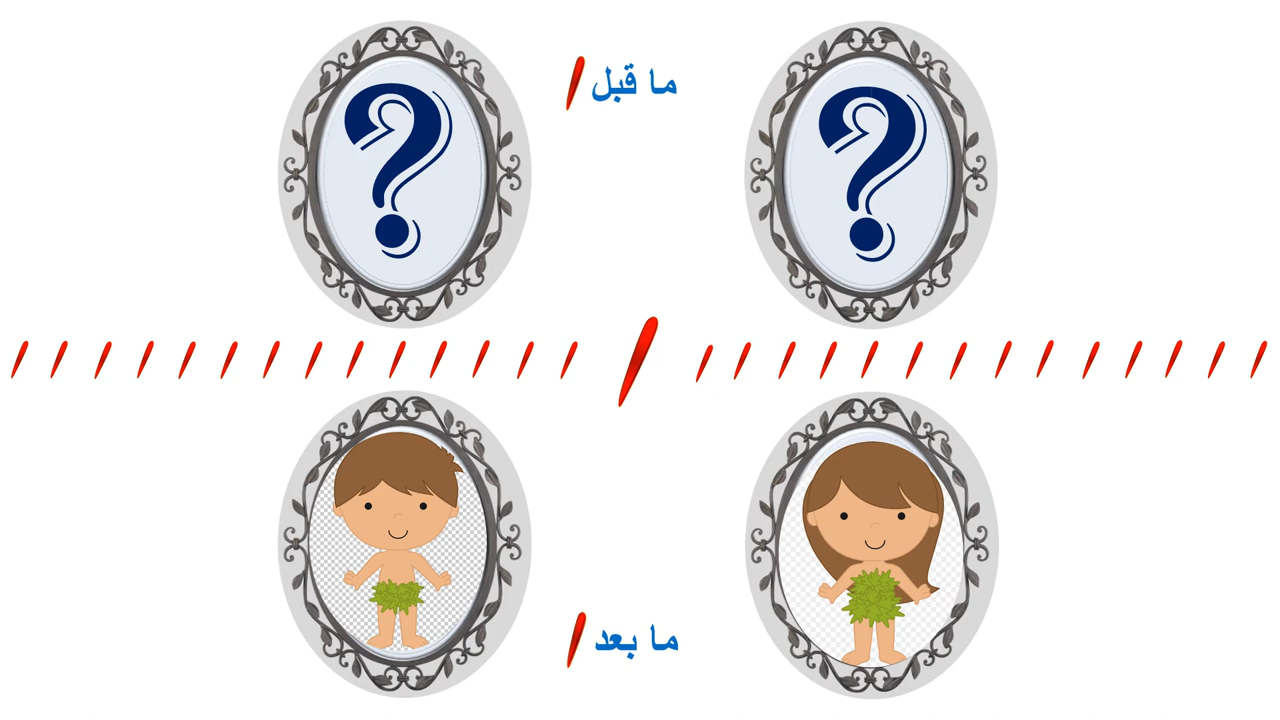 ما قبل /
?
?
/
ما بعد /